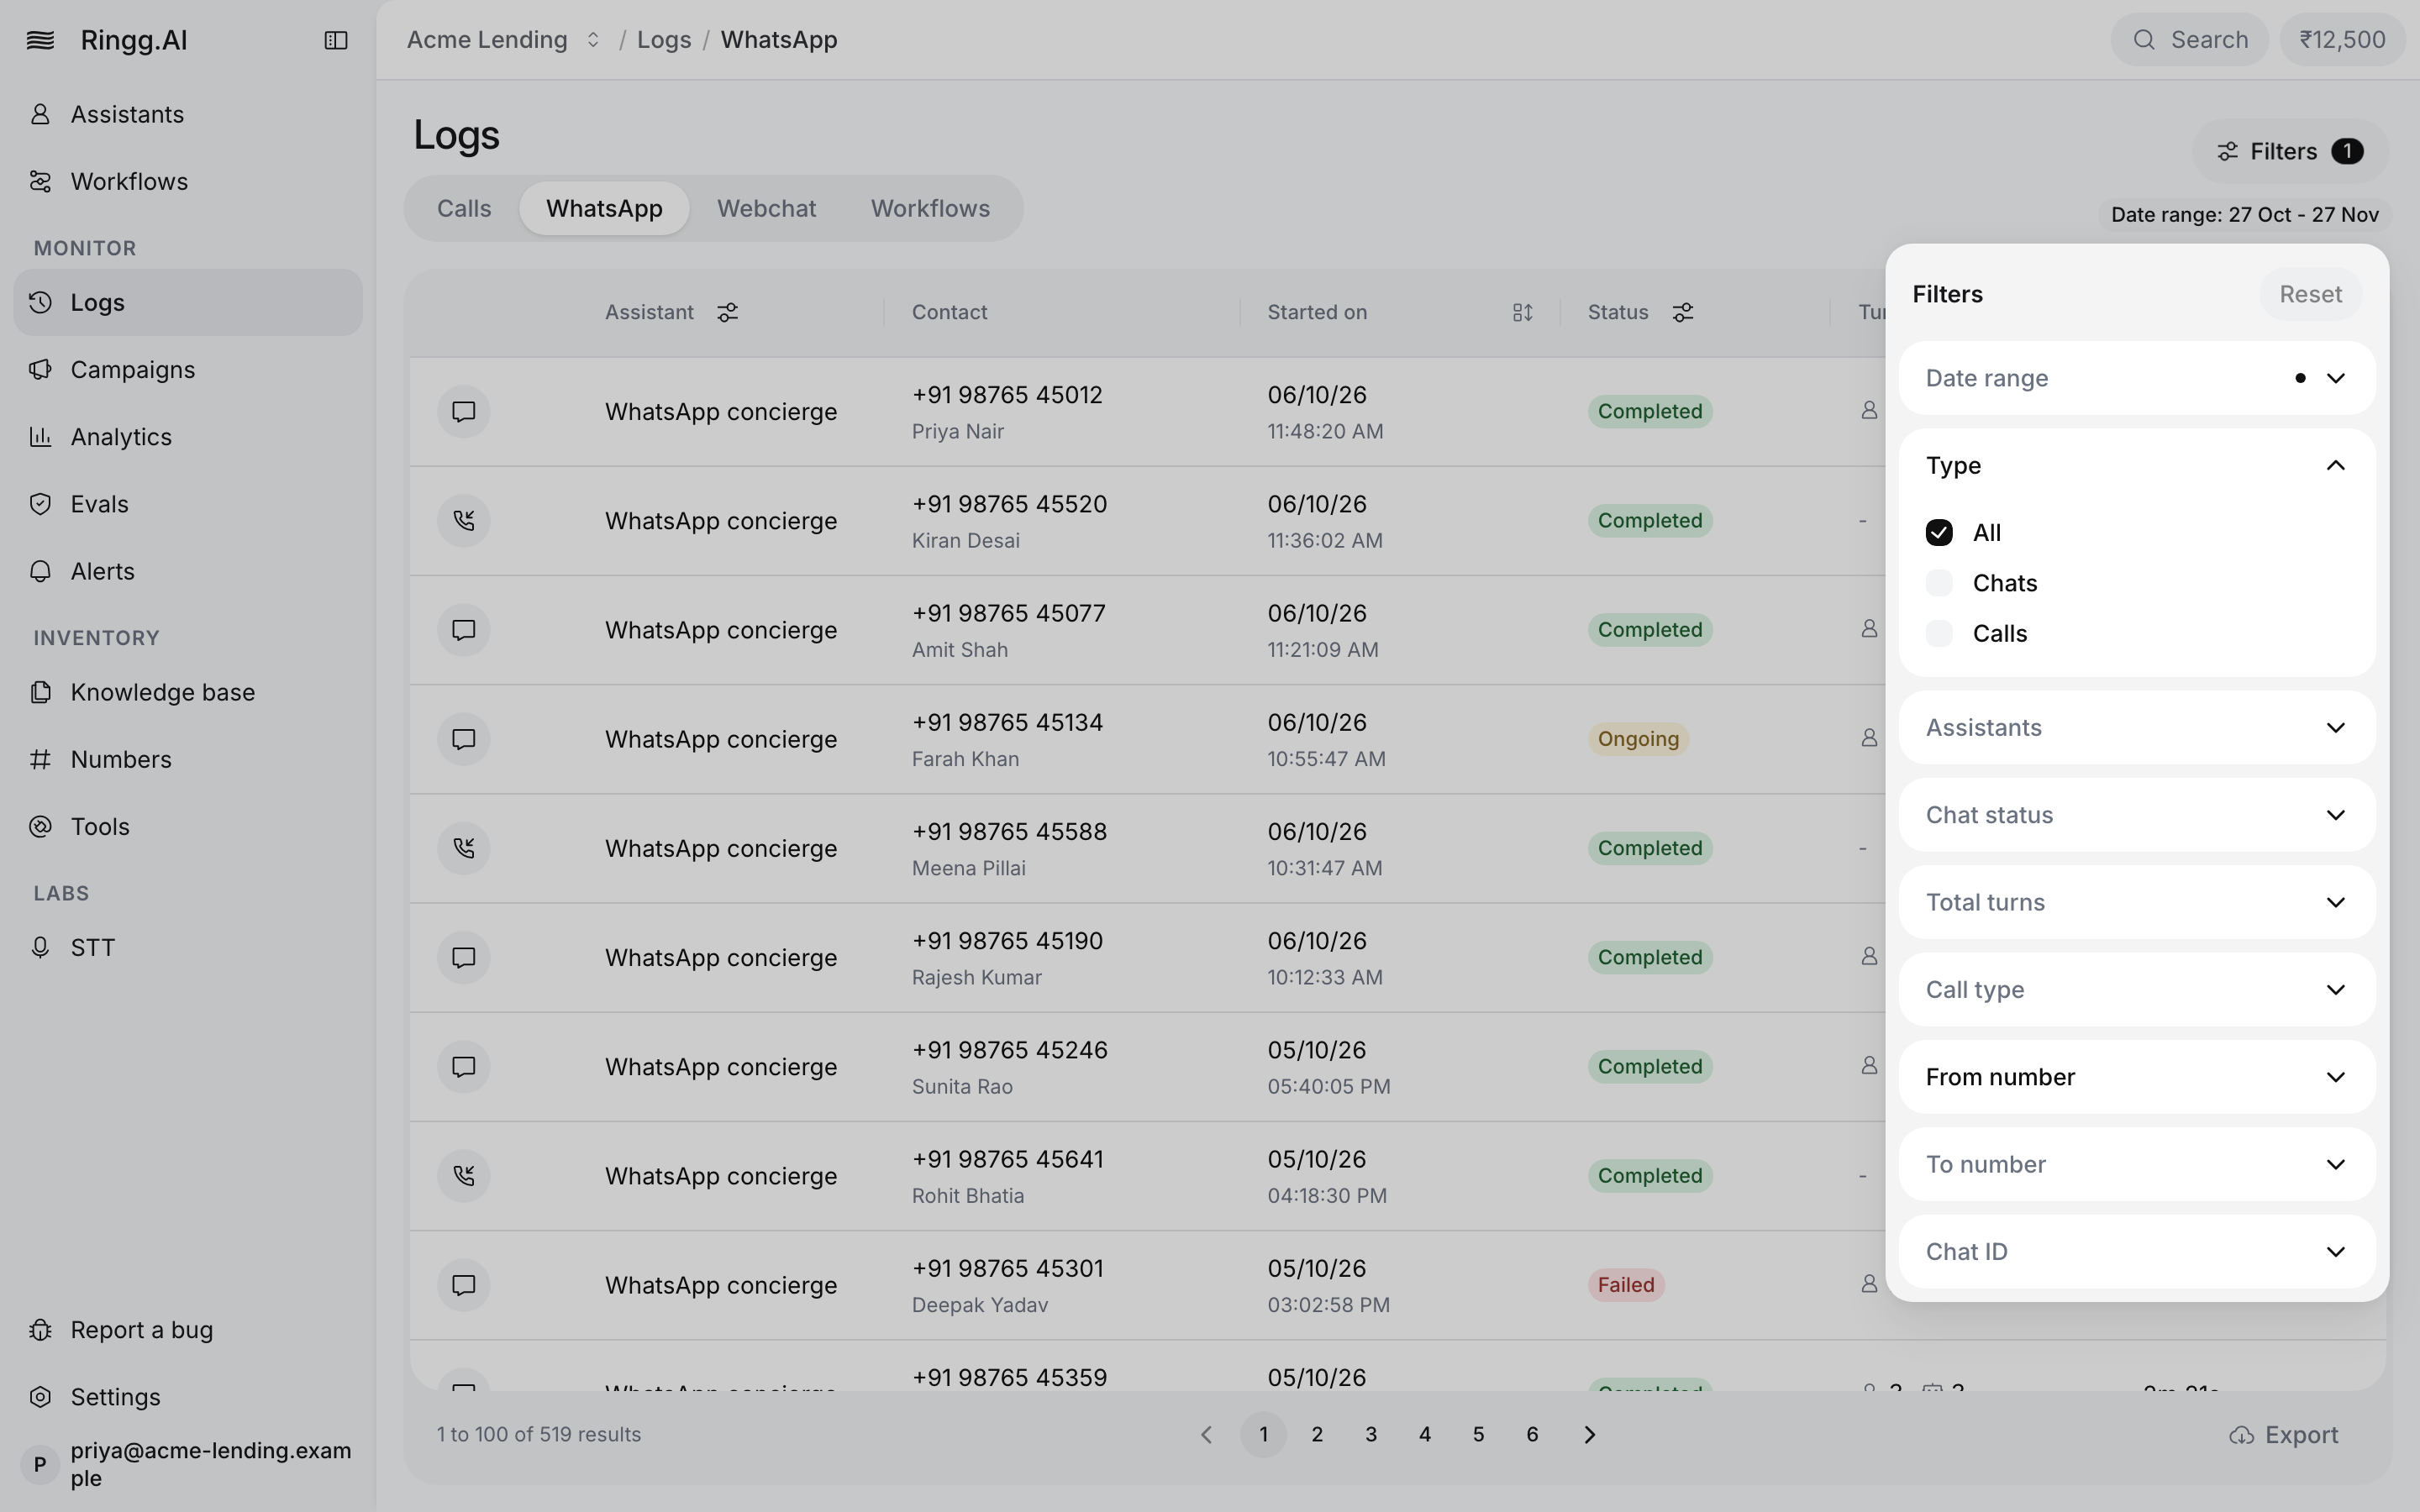 Ringg.AI
Assistants
Workflows
MONITOR
Logs
Campaigns
Analytics
Evals
Alerts
INVENTORY
Knowledge base
Numbers
Tools
LABS
STT
Report a bug
Settings
P
priya@acme-lending.exam
ple
Acme Lending / Logs / WhatsApp
Search
₹12,500
Logs
Filters 1
Calls WhatsApp Webchat Workflows
Date range: 27 Oct - 27 Nov
Assistant Contact Started on Status
WhatsApp concierge +91 98765 45012 06/10/26 Completed
Priya Nair 11:48:20 AM
WhatsApp concierge +91 98765 45520 06/10/26 Completed -
Kiran Desai 11:36:02 AM
WhatsApp concierge +91 98765 45077 06/10/26 Completed
Amit Shah 11:21:09 AM
WhatsApp concierge +91 98765 45134 06/10/26 Ongoing
Farah Khan 10:55:47 AM
WhatsApp concierge +91 98765 45588 06/10/26 Completed -
Meena Pillai 10:31:47 AM
WhatsApp concierge +91 98765 45190 06/10/26 Completed
Rajesh Kumar 10:12:33 AM
WhatsApp concierge +91 98765 45246 05/10/26 Completed
Sunita Rao 05:40:05 PM
WhatsApp concierge +91 98765 45641 05/10/26 Completed -
Rohit Bhatia 04:18:30 PM
WhatsApp concierge +91 98765 45301 05/10/26 Failed
Deepak Yadav 03:02:58 PM
WhatsApp concierge +91 98765 45359 05/10/26 Completed
1 to 100 of 519 results
1 2 3 4 5 6
Export
Filters
Reset
Date range
Type
All
Chats
Calls
Assistants
Chat status
Total turns
Call type
From number
To number
Chat ID